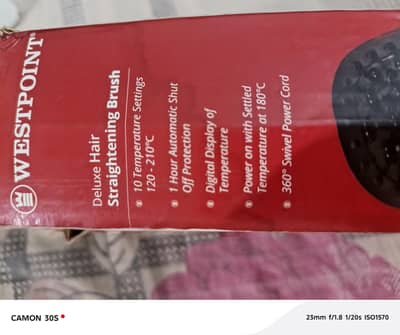 WESTPOINT
Deluxe Hair
Straightening Brush
10 Temperature Settings
120 - 210°C
1 Hour Automatic Shut
Off Protection
Digital Display of
Temperature
Power on with Settled
Temperature at 180°C
360° Swivel Power Cord
CAMON 30S
23mm f/1.8 1/20s ISO1570